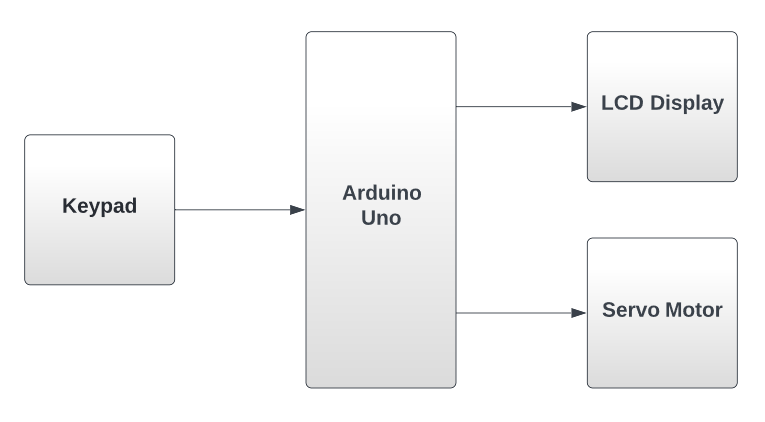 Keypad
Arduino
Uno
LCD Display
Servo Motor